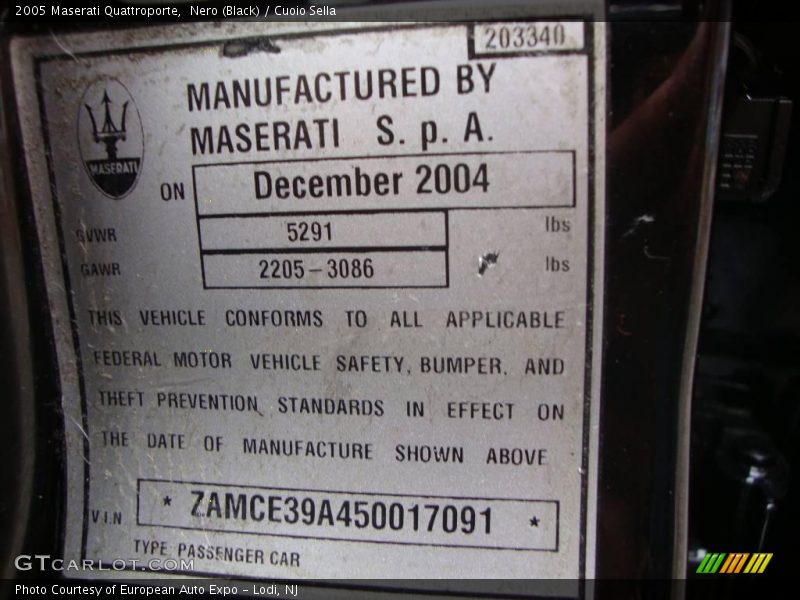 2005 Maserati Quattroporte,  Nero (Black) / Cuoio Sella
203340
MANUFACTURED BY
MASERATI S. p. A.
MASERATI
ON December 2004
GVWR 5291 lbs
GAWR 2205-3086 lbs
THIS VEHICLE CONFORMS TO ALL APPLICABLE
FEDERAL MOTOR VEHICLE SAFETY, BUMPER, AND
THEFT PREVENTION STANDARDS IN EFFECT ON
THE DATE OF MANUFACTURE SHOWN ABOVE
V.I.N * ZAMCE39A450017091 *
TYPE PASSENGER CAR
GTCARLOT.COM
Photo Courtesy of European Auto Expo - Lodi, NJ